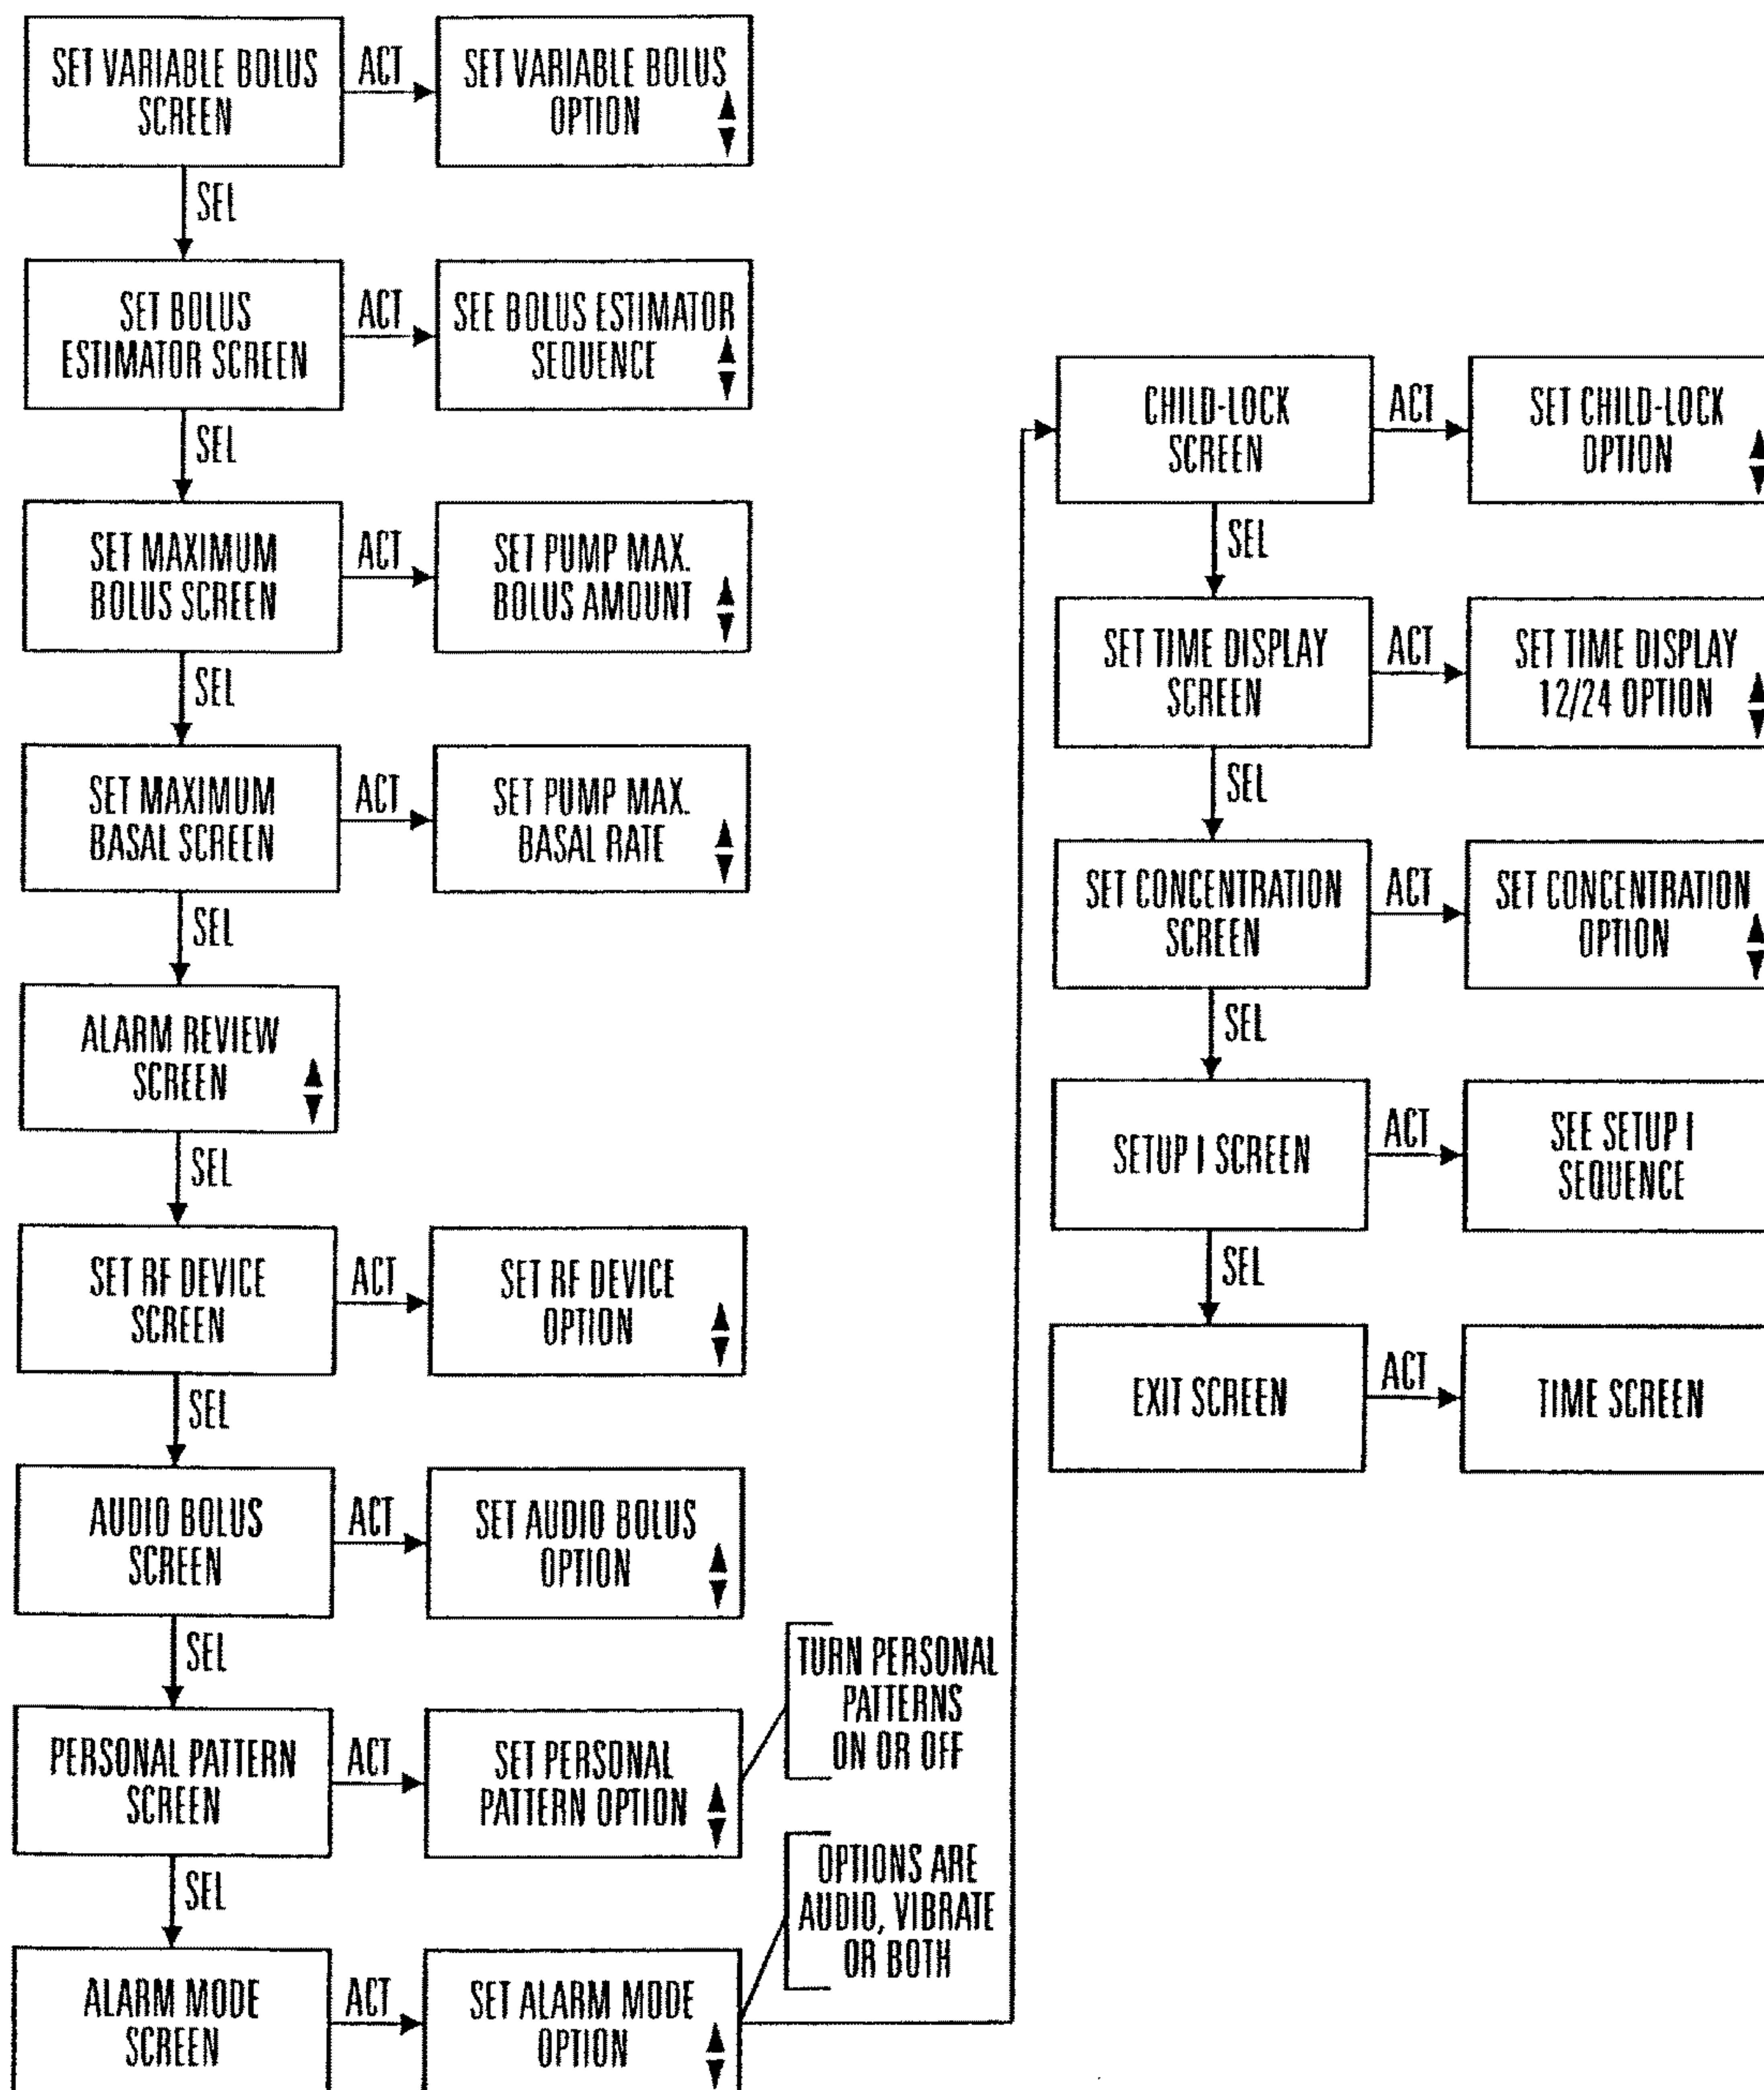 SET VARIABLE BOLUS
SCREEN
ACT
SET VARIABLE BOLUS
OPTION
SEL
SET BOLUS
ESTIMATOR SCREEN
ACT
SEE BOLUS ESTIMATOR
SEQUENCE
SEL
SET MAXIMUM
BOLUS SCREEN
ACT
SET PUMP MAX.
BOLUS AMOUNT
SEL
SET MAXIMUM
BASAL SCREEN
ACT
SET PUMP MAX.
BASAL RATE
SEL
ALARM REVIEW
SCREEN
SEL
SET RF DEVICE
SCREEN
ACT
SET RF DEVICE
OPTION
SEL
AUDIO BOLUS
SCREEN
ACT
SET AUDIO BOLUS
OPTION
SEL
PERSONAL PATTERN
SCREEN
ACT
SET PERSONAL
PATTERN OPTION
TURN PERSONAL
PATTERNS
ON OR OFF
SEL
ALARM MODE
SCREEN
ACT
SET ALARM MODE
OPTION
OPTIONS ARE
AUDIO, VIBRATE
OR BOTH
CHILD-LOCK
SCREEN
ACT
SET CHILD-LOCK
OPTION
SEL
SET TIME DISPLAY
SCREEN
ACT
SET TIME DISPLAY
12/24 OPTION
SEL
SET CONCENTRATION
SCREEN
ACT
SET CONCENTRATION
OPTION
SEL
SETUP I SCREEN
ACT
SEE SETUP I
SEQUENCE
SEL
EXIT SCREEN
ACT
TIME SCREEN